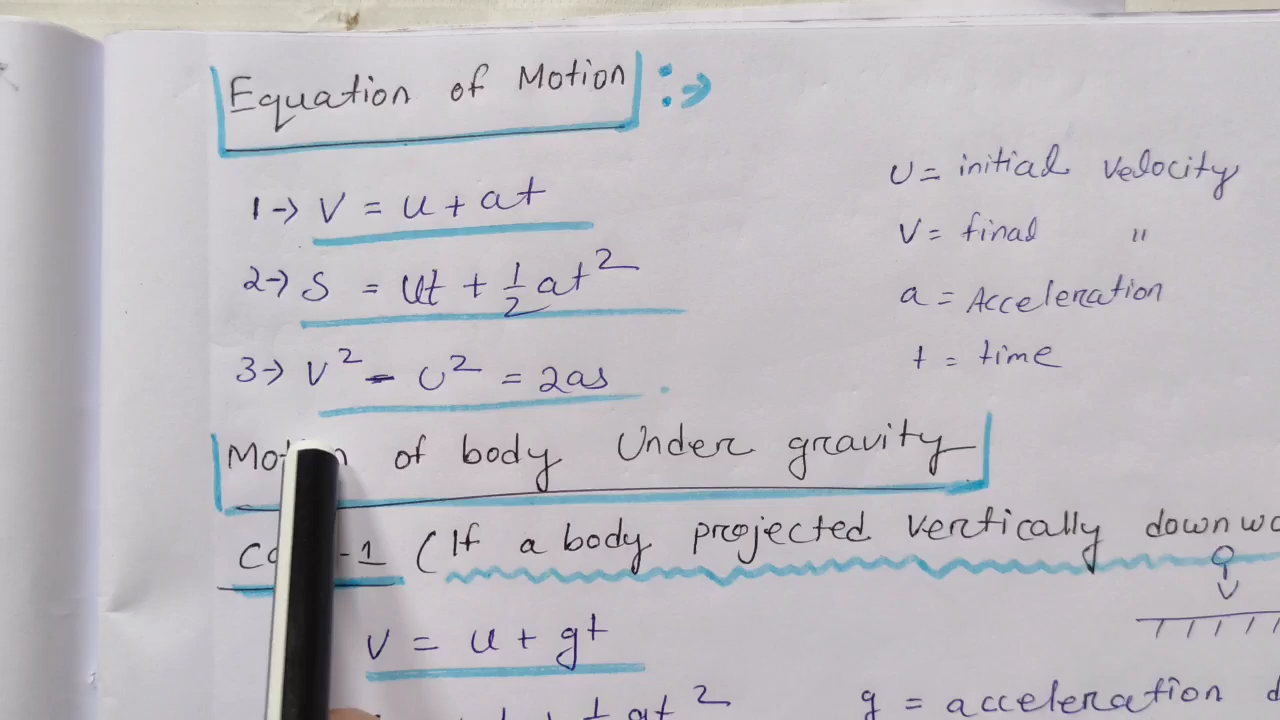 Equation of Motion :→
1→ V = u + at
2→ S = ut + 1/2 at²
3→ V² - U² = 2as
U = initial velocity
V = final "
a = Acceleration
t = time
of body Under gravity
-1 (If a body projected vertically
V = u + gt
g = acceleration